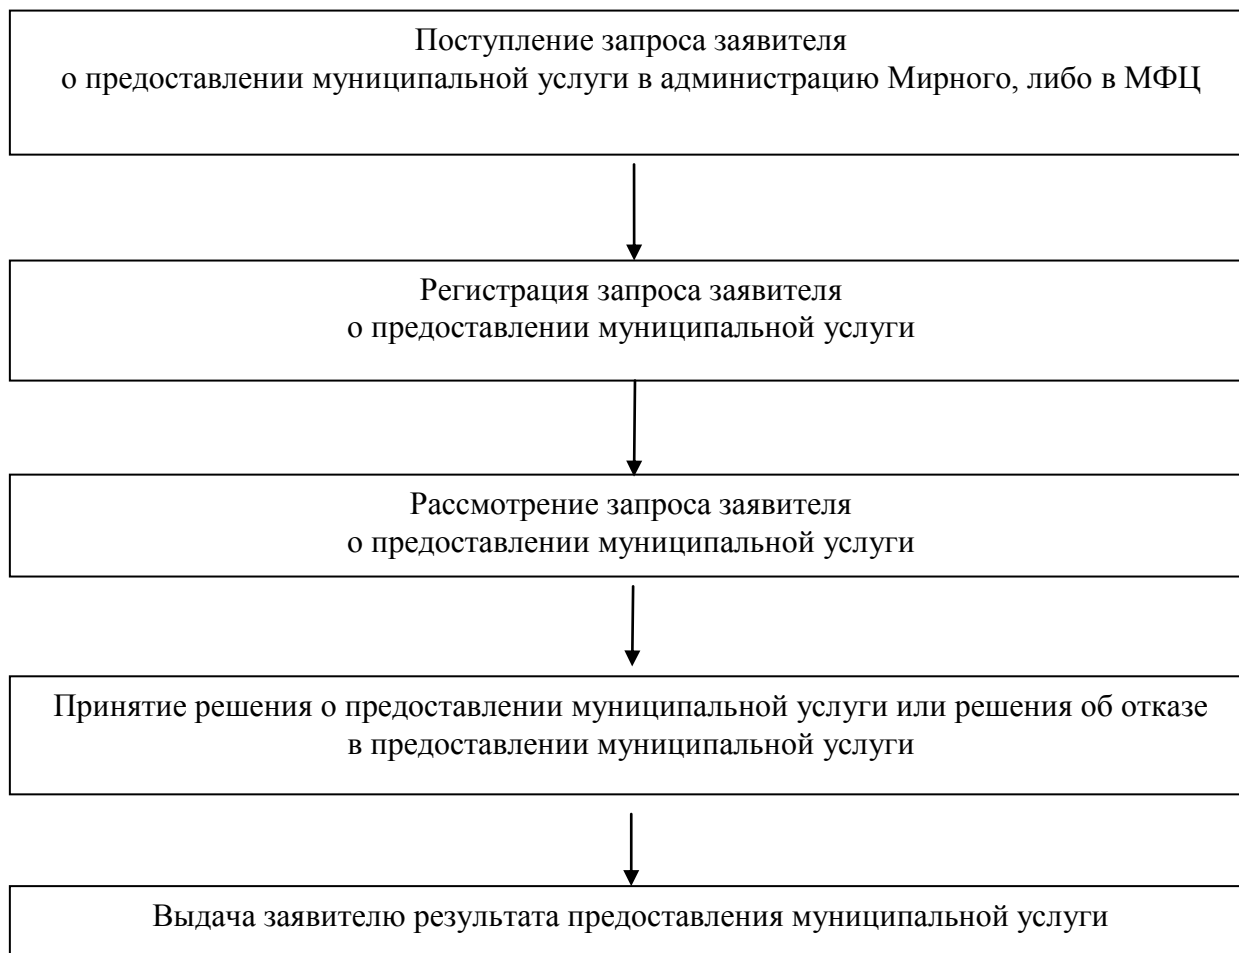 Поступление запроса заявителя
о предоставлении муниципальной услуги в администрацию Мирного, либо в МФЦ
Регистрация запроса заявителя
о предоставлении муниципальной услуги
Рассмотрение запроса заявителя
о предоставлении муниципальной услуги
Принятие решения о предоставлении муниципальной услуги или решения об отказе
в предоставлении муниципальной услуги
Выдача заявителю результата предоставления муниципальной услуги